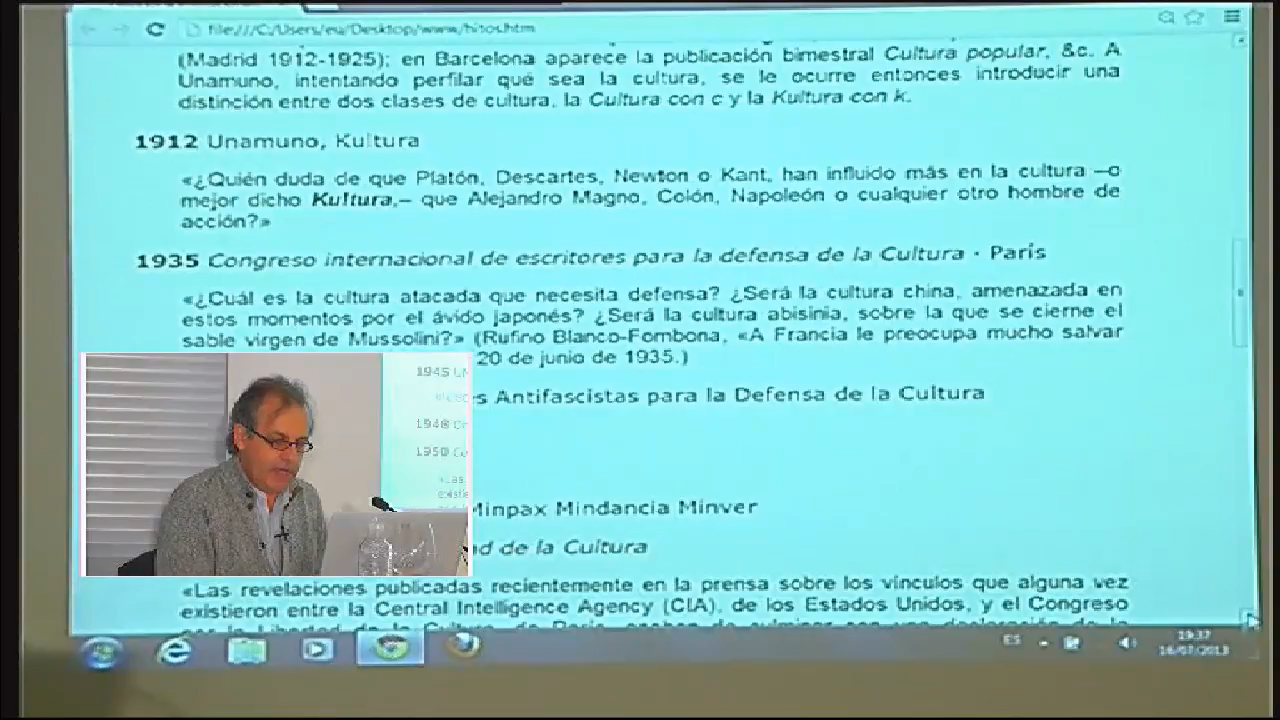 file:///C:/Users/eu/Desktop/www/hitos.htm
(Madrid 1912-1925); en Barcelona aparece la publicación bimestral Cultura popular, &c. A
Unamuno, intentando perfilar qué sea la cultura, se le ocurre entonces introducir una
distinción entre dos clases de cultura, la Cultura con c y la Kultura con k.
1912 Unamuno, Kultura
«¿Quién duda de que Platón, Descartes, Newton o Kant, han influido más en la cultura –o
mejor dicho Kultura,– que Alejandro Magno, Colón, Napoleón o cualquier otro hombre de
acción?»
1935 Congreso internacional de escritores para la defensa de la Cultura · París
«¿Cuál es la cultura atacada que necesita defensa? ¿Será la cultura china, amenazada en
estos momentos por el ávido japonés? ¿Será la cultura abisinia, sobre la que se cierne el
sable virgen de Mussolini?» (Rufino Blanco-Fombona, «A Francia le preocupa mucho salvar
20 de junio de 1935.)
s Antifascistas para la Defensa de la Cultura
Minpax Mindancia Minver
d de la Cultura
«Las revelaciones publicadas recientemente en la prensa sobre los vínculos que alguna vez
existieron entre la Central Intelligence Agency (CIA), de los Estados Unidos, y el Congreso
1945
1948
1950
«Las
ES
19:37
16/07/2013